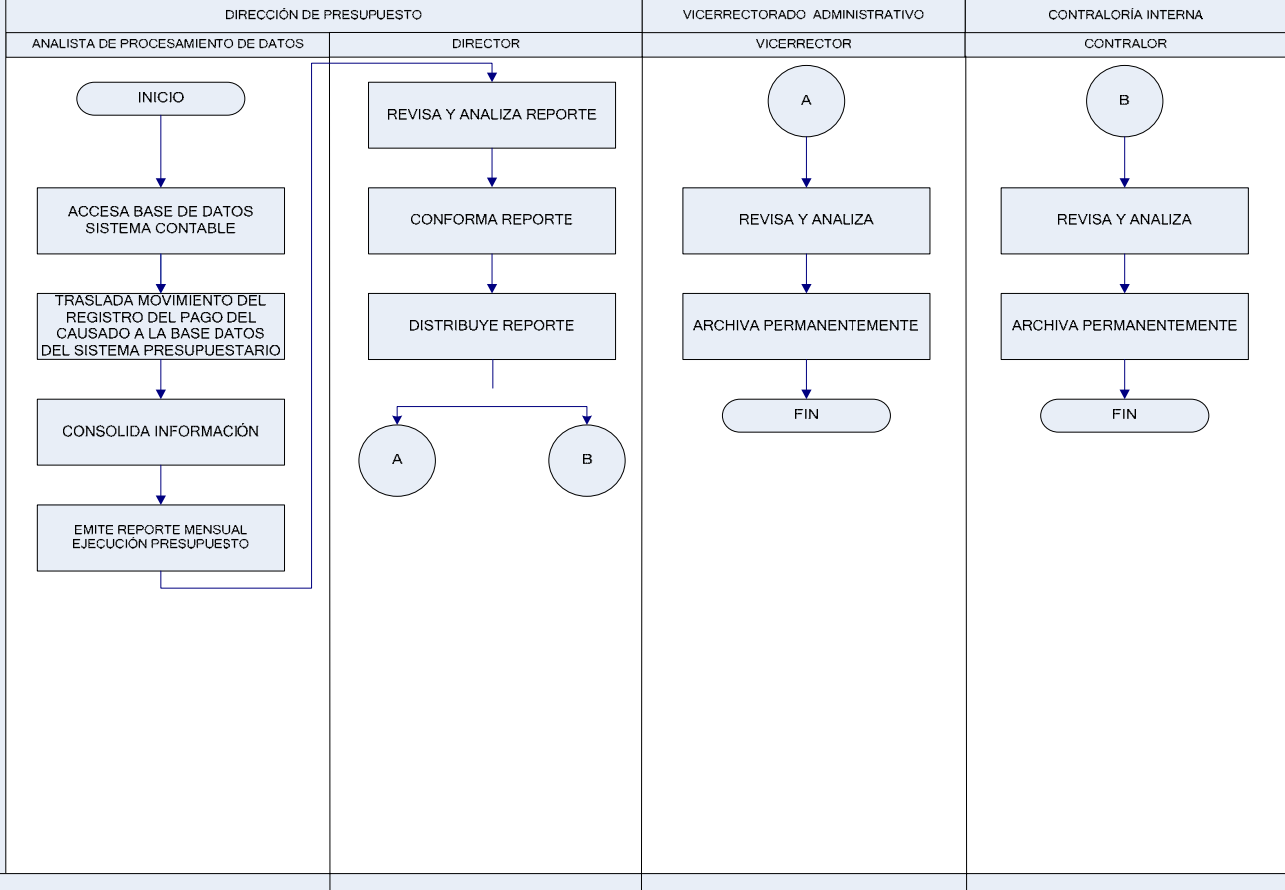 DIRECCIÓN DE PRESUPUESTO
VICERRECTORADO ADMINISTRATIVO
CONTRALORÍA INTERNA
ANALISTA DE PROCESAMIENTO DE DATOS
DIRECTOR
VICERRECTOR
CONTRALOR
INICIO
ACCESA BASE DE DATOS
SISTEMA CONTABLE
TRASLADA MOVIMIENTO DEL
REGISTRO DEL PAGO DEL
CAUSADO A LA BASE DATOS
DEL SISTEMA PRESUPUESTARIO
CONSOLIDA INFORMACIÓN
EMITE REPORTE MENSUAL
EJECUCIÓN PRESUPUESTO
REVISA Y ANALIZA REPORTE
CONFORMA REPORTE
DISTRIBUYE REPORTE
A
B
A
REVISA Y ANALIZA
ARCHIVA PERMANENTEMENTE
FIN
B
REVISA Y ANALIZA
ARCHIVA PERMANENTEMENTE
FIN